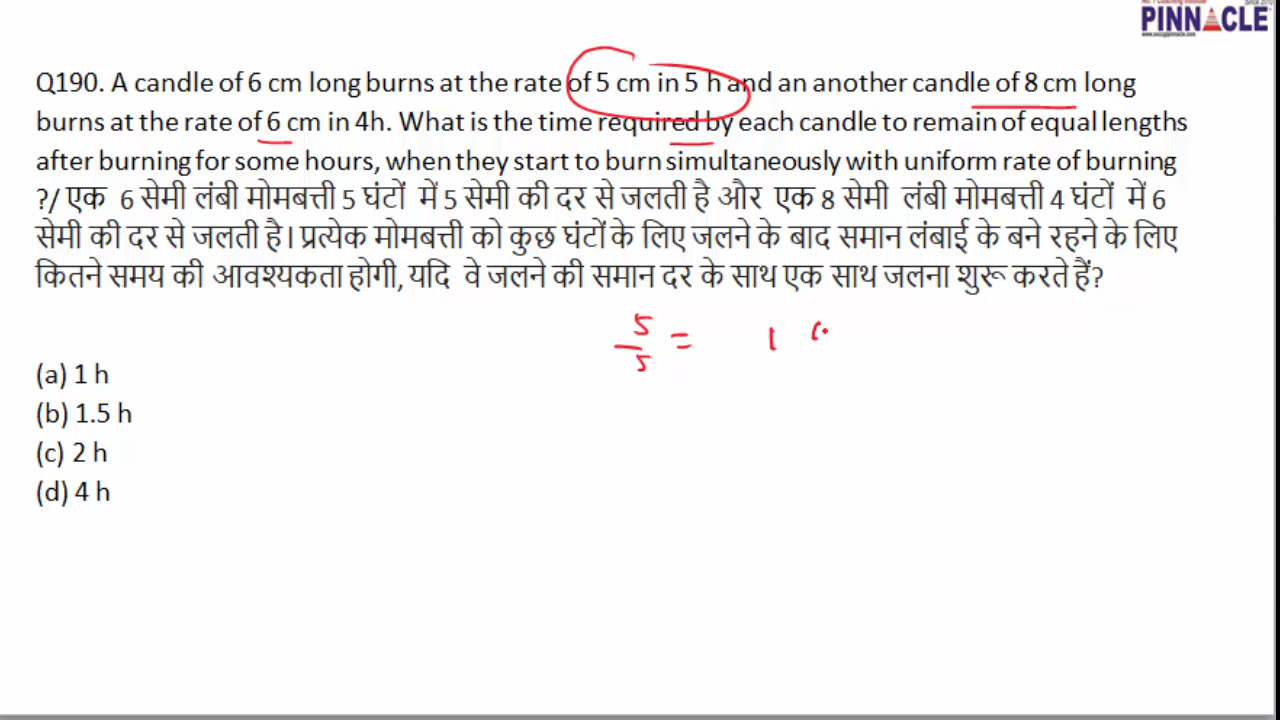 PINNACLE
Q190. A candle of 6 cm long burns at the rate of 5 cm in 5 h and an another candle of 8 cm long
burns at the rate of 6 cm in 4h. What is the time required by each candle to remain of equal lengths
after burning for some hours, when they start to burn simultaneously with uniform rate of burning
?/ एक 6 सेमी लंबी मोमबत्ती 5 घंटों में 5 सेमी की दर से जलती है और एक 8 सेमी लंबी मोमबत्ती 4 घंटों में 6
सेमी की दर से जलती है। प्रत्येक मोमबत्ती को कुछ घंटों के लिए जलने के बाद समान लंबाई के बने रहने के लिए
कितने समय की आवश्यकता होगी, यदि वे जलने की समान दर के साथ एक साथ जलना शुरू करते हैं?
5
5
= 1
(a) 1 h
(b) 1.5 h
(c) 2 h
(d) 4 h